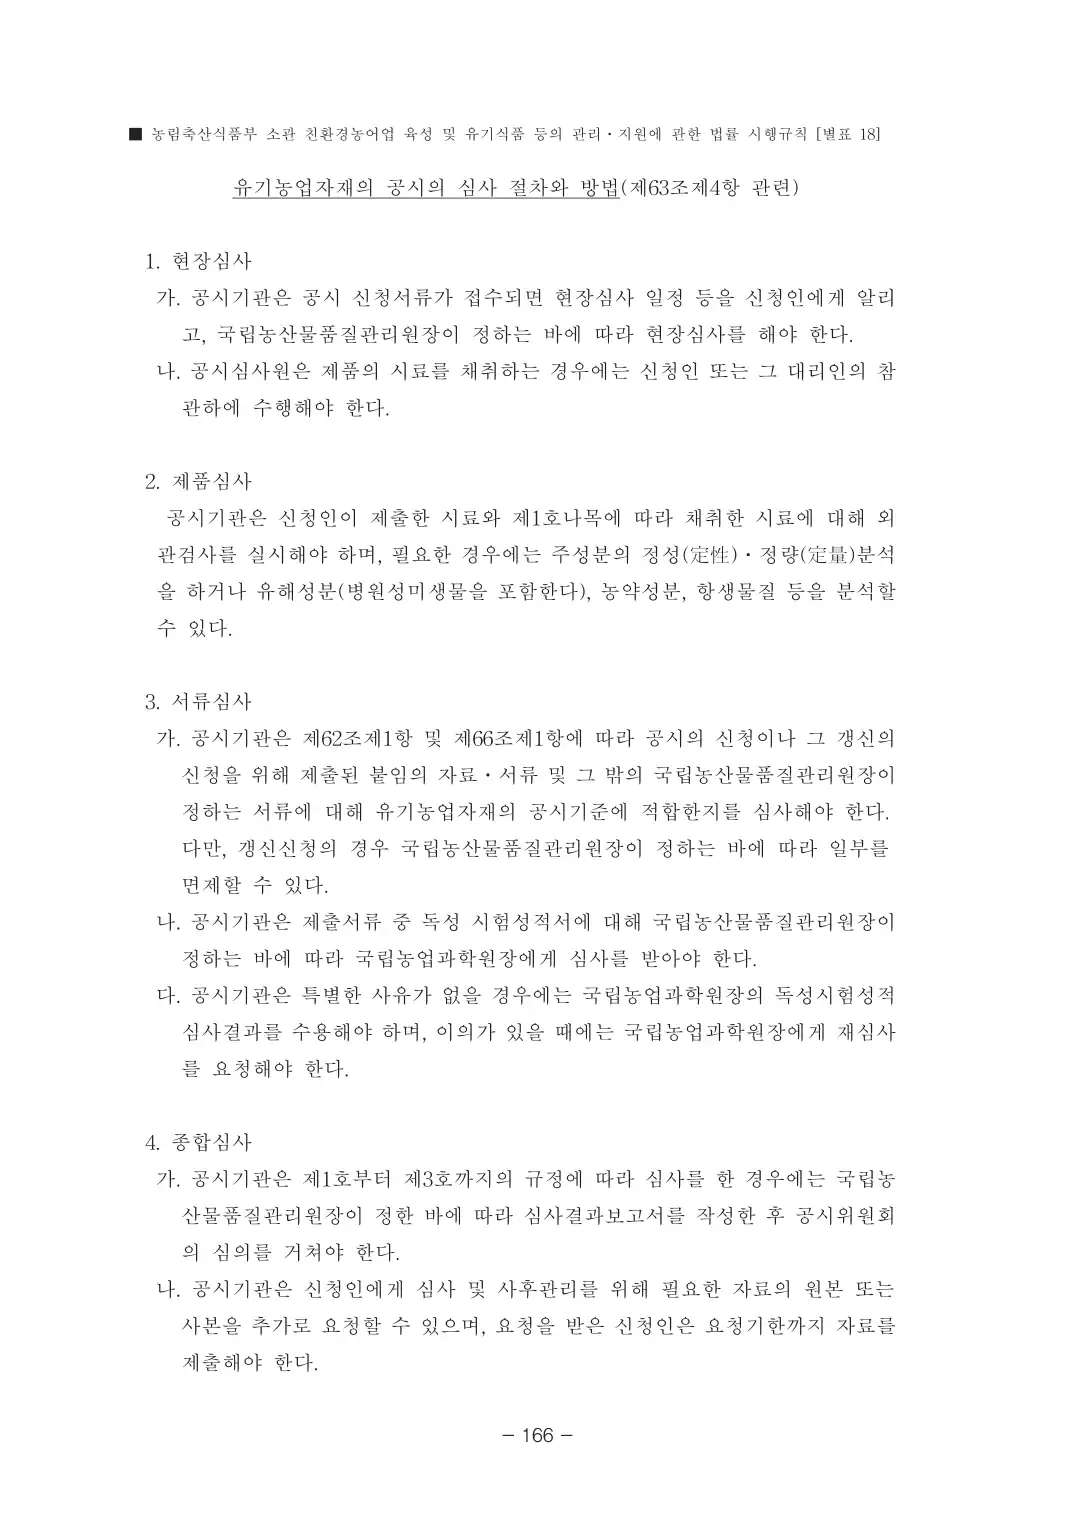 ■ 농림축산식품부 소관 친환경농어업 육성 및 유기식품 등의 관리·지원에 관한 법률 시행규칙 [별표 18]
유기농업자재의 공시의 심사 절차와 방법(제63조제4항 관련)
1. 현장심사
가. 공시기관은 공시 신청서류가 접수되면 현장심사 일정 등을 신청인에게 알리
고, 국립농산물품질관리원장이 정하는 바에 따라 현장심사를 해야 한다.
나. 공시심사원은 제품의 시료를 채취하는 경우에는 신청인 또는 그 대리인의 참
관하에 수행해야 한다.
2. 제품심사
공시기관은 신청인이 제출한 시료와 제1호나목에 따라 채취한 시료에 대해 외
관검사를 실시해야 하며, 필요한 경우에는 주성분의 정성(定性)·정량(定量)분석
을 하거나 유해성분(병원성미생물을 포함한다), 농약성분, 항생물질 등을 분석할
수 있다.
3. 서류심사
가. 공시기관은 제62조제1항 및 제66조제1항에 따라 공시의 신청이나 그 갱신의
신청을 위해 제출된 붙임의 자료·서류 및 그 밖의 국립농산물품질관리원장이
정하는 서류에 대해 유기농업자재의 공시기준에 적합한지를 심사해야 한다.
다만, 갱신신청의 경우 국립농산물품질관리원장이 정하는 바에 따라 일부를
면제할 수 있다.
나. 공시기관은 제출서류 중 독성 시험성적서에 대해 국립농산물품질관리원장이
정하는 바에 따라 국립농업과학원장에게 심사를 받아야 한다.
다. 공시기관은 특별한 사유가 없을 경우에는 국립농업과학원장의 독성시험성적
심사결과를 수용해야 하며, 이의가 있을 때에는 국립농업과학원장에게 재심사
를 요청해야 한다.
4. 종합심사
가. 공시기관은 제1호부터 제3호까지의 규정에 따라 심사를 한 경우에는 국립농
산물품질관리원장이 정한 바에 따라 심사결과보고서를 작성한 후 공시위원회
의 심의를 거쳐야 한다.
나. 공시기관은 신청인에게 심사 및 사후관리를 위해 필요한 자료의 원본 또는
사본을 추가로 요청할 수 있으며, 요청을 받은 신청인은 요청기한까지 자료를
제출해야 한다.
- 166 -